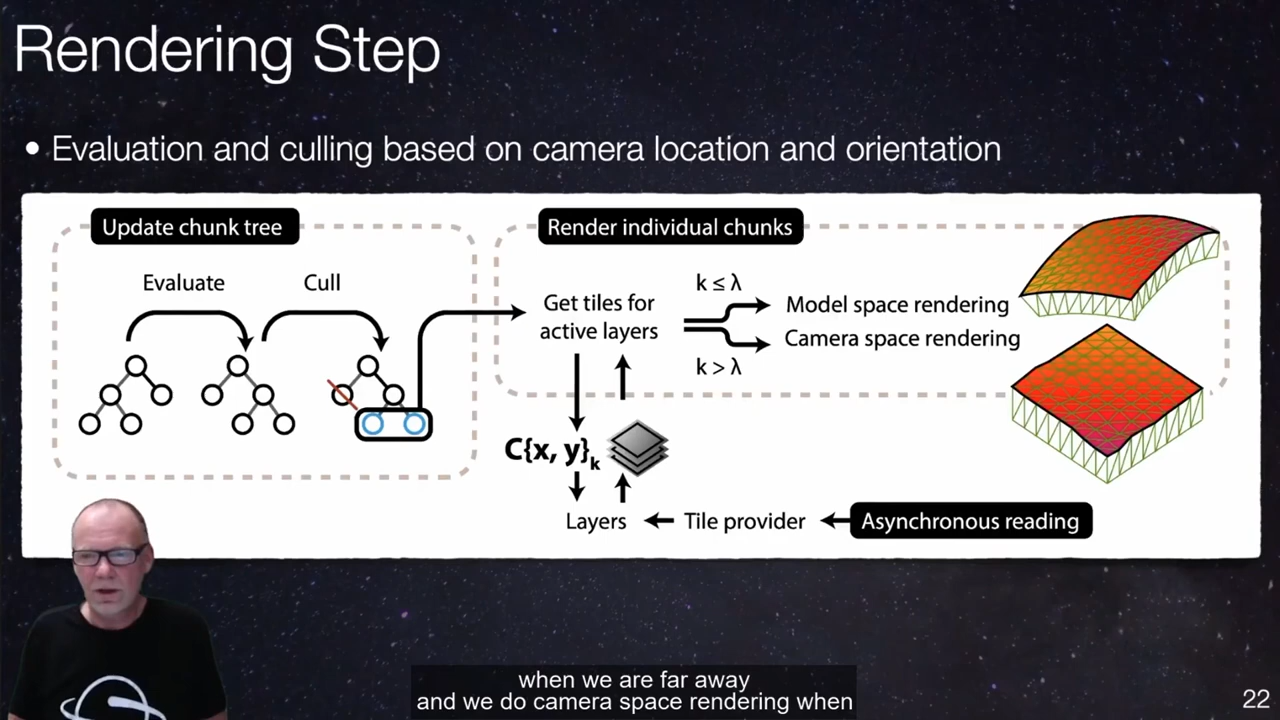 Rendering Step
• Evaluation and culling based on camera location and orientation
Update chunk tree
Evaluate
Cull
Render individual chunks
Get tiles for
active layers
k ≤ λ
Model space rendering
Camera space rendering
k > λ
C{x, y}k
Layers
Tile provider
Asynchronous reading
when we are far away
and we do camera space rendering when
22